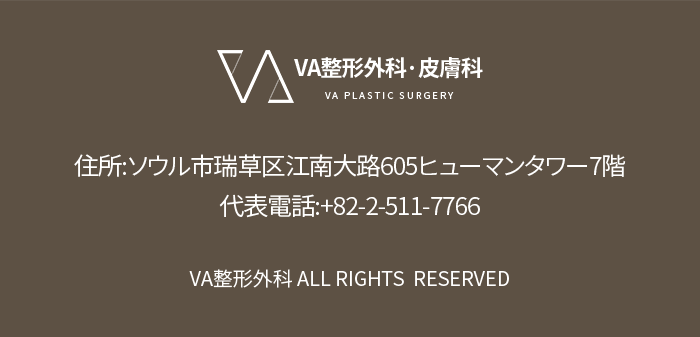 VA整形外科·皮膚科
VA PLASTIC SURGERY
住所:ソウル市瑞草区江南大路605ヒューマンタワー7階
代表電話:+82-2-511-7766
VA整形外科 ALL RIGHTS RESERVED